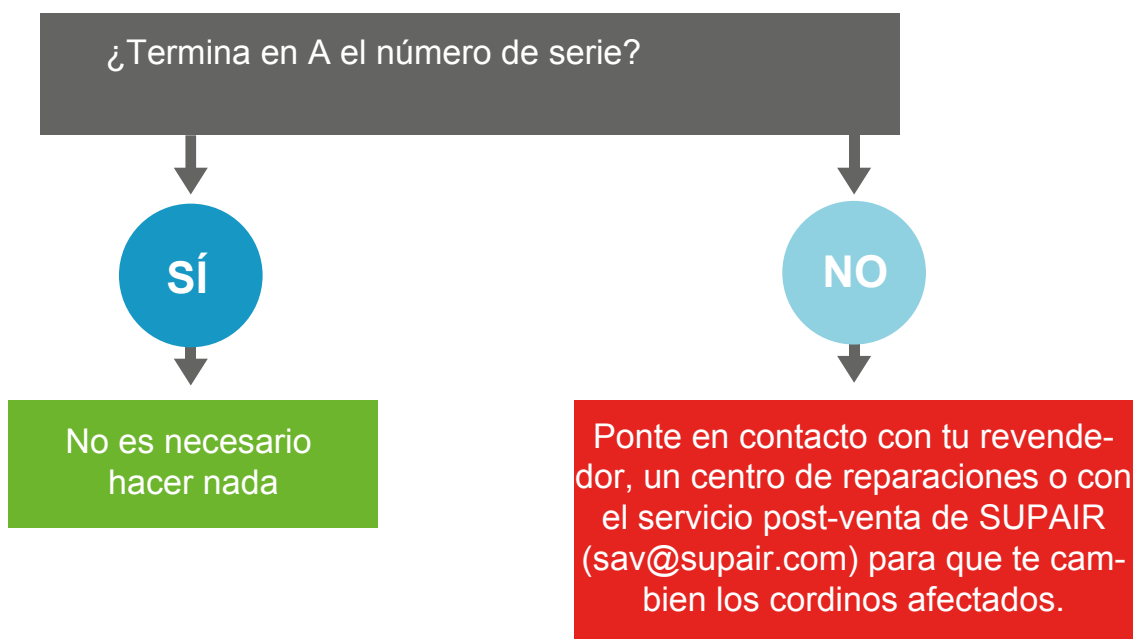 ¿Termina en A el número de serie?
SÍ
NO
No es necesario
hacer nada
Ponte en contacto con tu revende-
dor, un centro de reparaciones o con
el servicio post-venta de SUPAIR
(sav@supair.com) para que te cam-
bien los cordinos afectados.